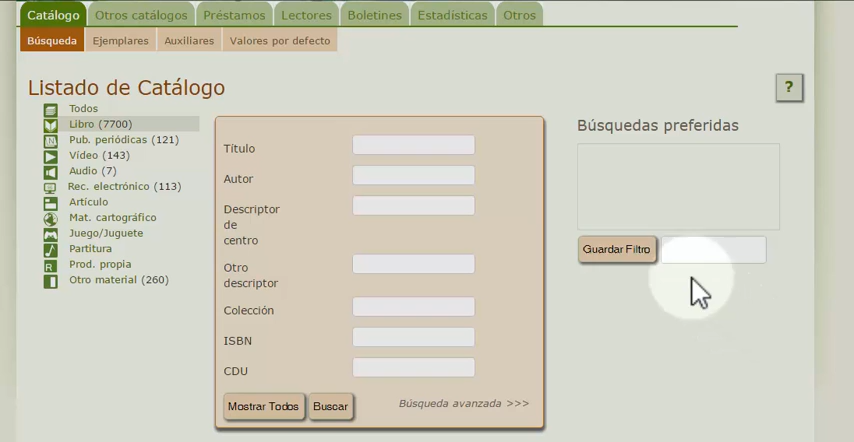 Catálogo Otros catálogos Préstamos Lectores Boletines Estadísticas Otros
Búsqueda Ejemplares Auxiliares Valores por defecto
Listado de Catálogo
?
Todos
Libro (7700)
Pub. periódicas (121)
Vídeo (143)
Audio (7)
Rec. electrónico (113)
Artículo
Mat. cartográfico
Juego/Juguete
Partitura
Prod. propia
Otro material (260)
Título
Autor
Descriptor
de
centro
Otro
descriptor
Colección
ISBN
CDU
Mostrar Todos Buscar Búsqueda avanzada >>>
Búsquedas preferidas
Guardar Filtro